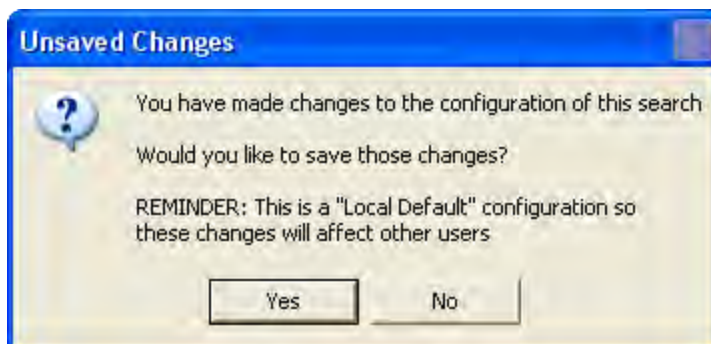 Unsaved Changes
You have made changes to the configuration of this search
Would you like to save those changes?
REMINDER: This is a "Local Default" configuration so
these changes will affect other users
Yes No